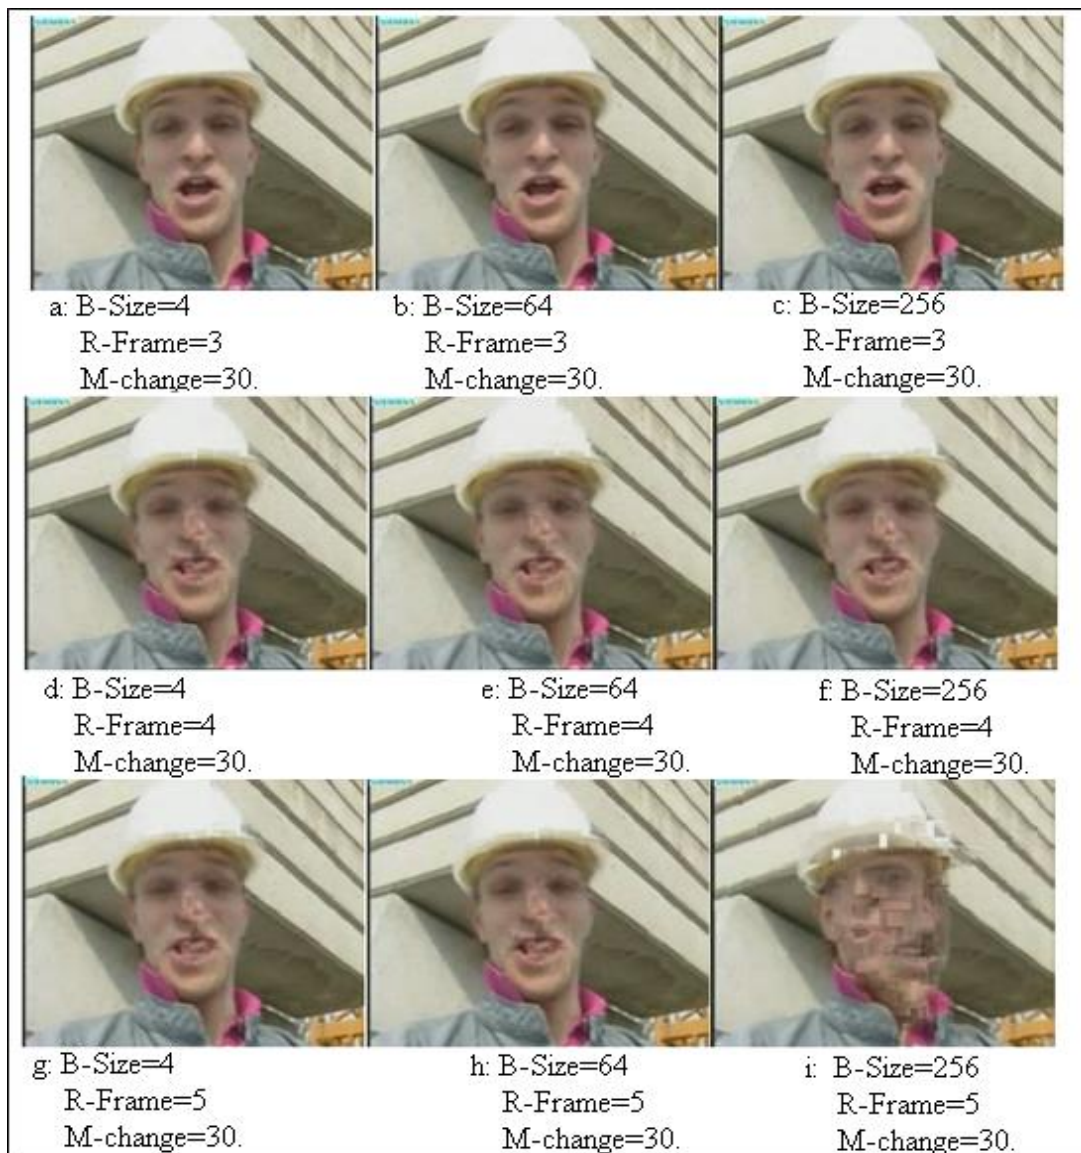 a: B-Size=4
R-Frame=3
M-change=30.
b: B-Size=64
R-Frame=3
M-change=30.
c: B-Size=256
R-Frame=3
M-change=30.
d: B-Size=4
R-Frame=4
M-change=30.
e: B-Size=64
R-Frame=4
M-change=30.
f: B-Size=256
R-Frame=4
M-change=30.
g: B-Size=4
R-Frame=5
M-change=30.
h: B-Size=64
R-Frame=5
M-change=30.
i: B-Size=256
R-Frame=5
M-change=30.